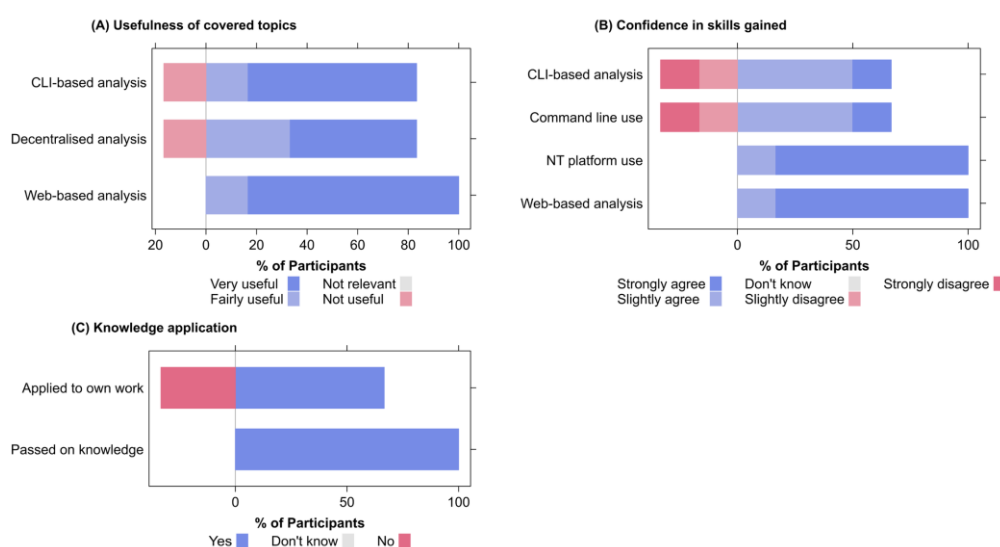 (A) Usefulness of covered topics
CLI-based analysis
Decentralised analysis
Web-based analysis
20 0 20 40 60 80 100
% of Participants
Very useful Not relevant
Fairly useful Not useful
(B) Confidence in skills gained
CLI-based analysis
Command line use
NT platform use
Web-based analysis
0 50 100
% of Participants
Strongly agree Don't know Strongly disagree
Slightly agree Slightly disagree
(C) Knowledge application
Applied to own work
Passed on knowledge
0 50 100
% of Participants
Yes Don't know No